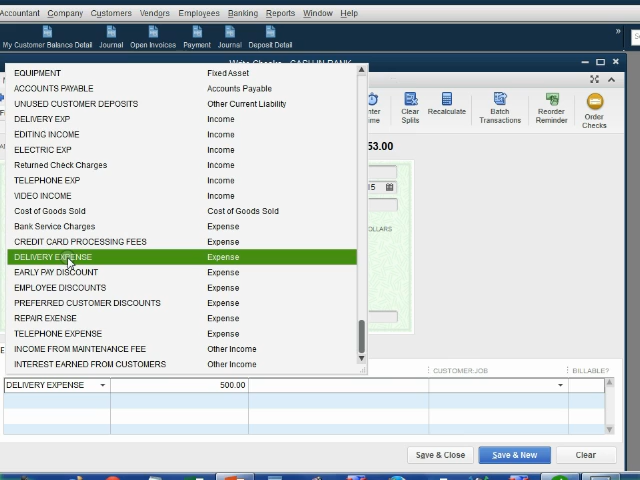 Accountant Company Customers Vendors Employees Banking Reports Window Help
My Customer Balance Detail Journal Open Invoices Payment Journal Deposit Detail
Write Checks - CASH IN BANK
EQUIPMENT Fixed Asset
ACCOUNTS PAYABLE Accounts Payable
UNUSED CUSTOMER DEPOSITS Other Current Liability
DELIVERY EXP Income
EDITING INCOME Income
ELECTRIC EXP Income
Returned Check Charges Income
TELEPHONE EXP Income
VIDEO INCOME Income
Cost of Goods Sold Cost of Goods Sold
Bank Service Charges Expense
CREDIT CARD PROCESSING FEES Expense
DELIVERY EXPENSE Expense
EARLY PAY DISCOUNT Expense
EMPLOYEE DISCOUNTS Expense
PREFERRED CUSTOMER DISCOUNTS Expense
REPAIR EXENSE Expense
TELEPHONE EXPENSE Expense
INCOME FROM MAINTENANCE FEE Other Income
INTEREST EARNED FROM CUSTOMERS Other Income
Clear Splits
Recalculate
Batch Transactions
Reorder Reminder
Order Checks
53.00
15
OLLARS
CUSTOMER:JOB BILLABLE?
DELIVERY EXPENSE 500.00
Save & Close Save & New Clear